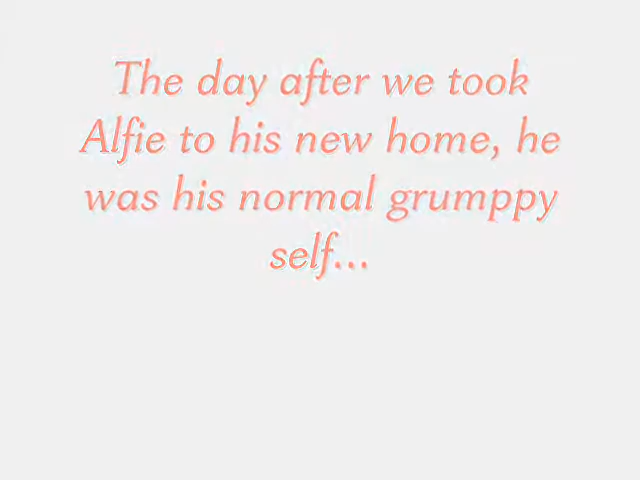 The day after we took
Alfie to his new home, he
was his normal grumppy
self...